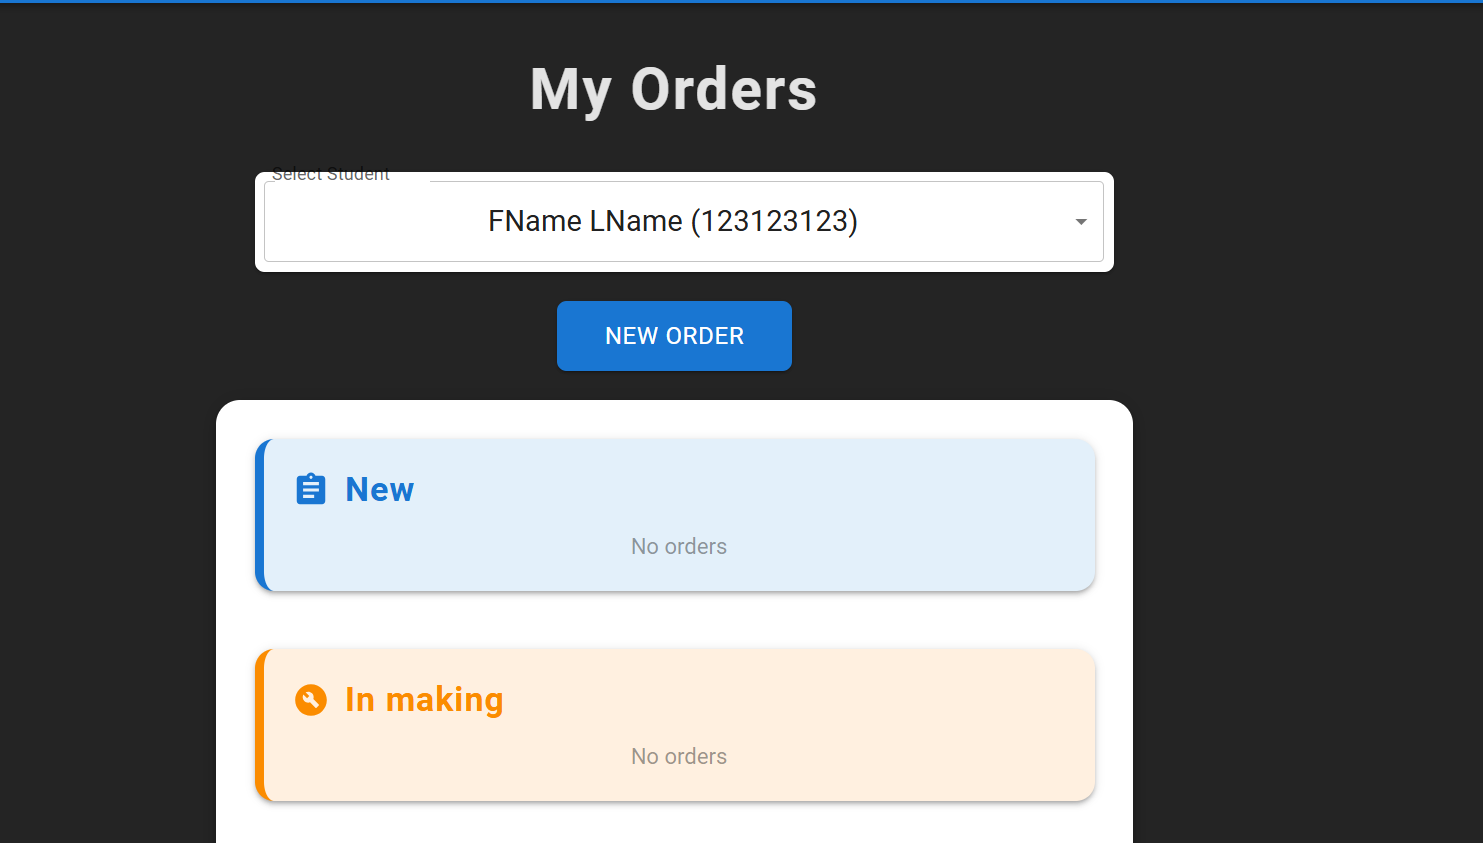 My Orders
Select Student
FName LName (123123123)
NEW ORDER
New
No orders
In making
No orders